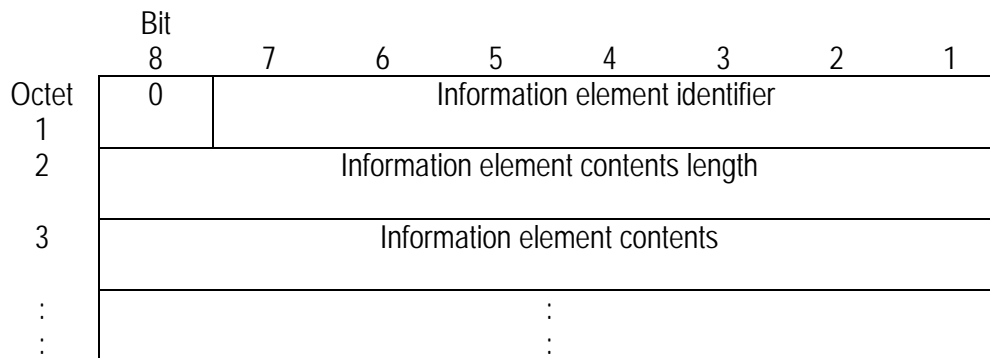 Bit
8 7 6 5 4 3 2 1
Octet 0 Information element identifier
1
2 Information element contents length
3 Information element contents
: :
: :